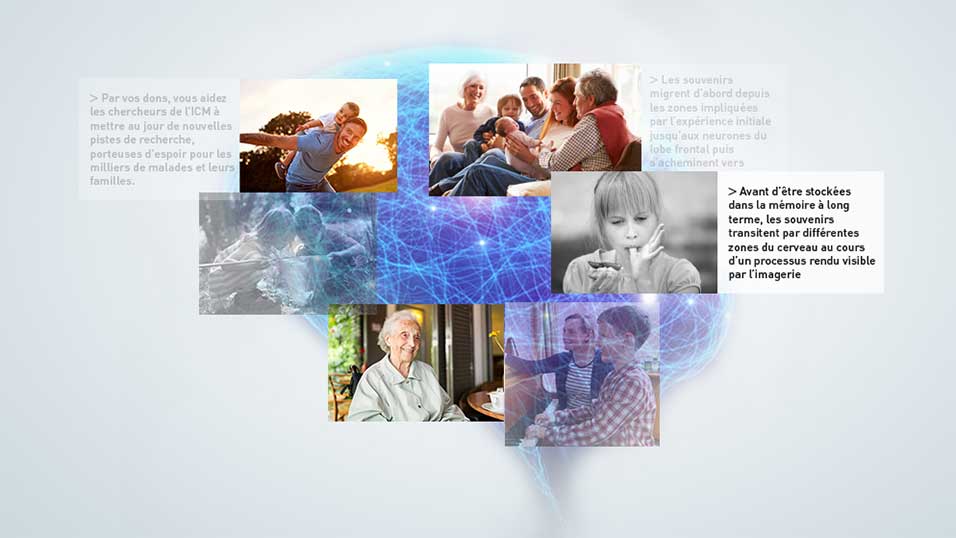 > Par vos dons, vous aidez
les chercheurs de l'ICM à
mettre au jour de nouvelles
pistes de recherche,
porteuses d'espoir pour les
milliers de malades et leurs
familles.
> Les souvenirs
migrent d'abord depuis
les zones impliquées
par l'expérience initiale
jusqu'aux neurones du
lobe frontal puis
s'acheminent vers
> Avant d'être stockées
dans la mémoire à long
terme, les souvenirs
transitent par différentes
zones du cerveau au cours
d'un processus rendu visible
par l'imagerie